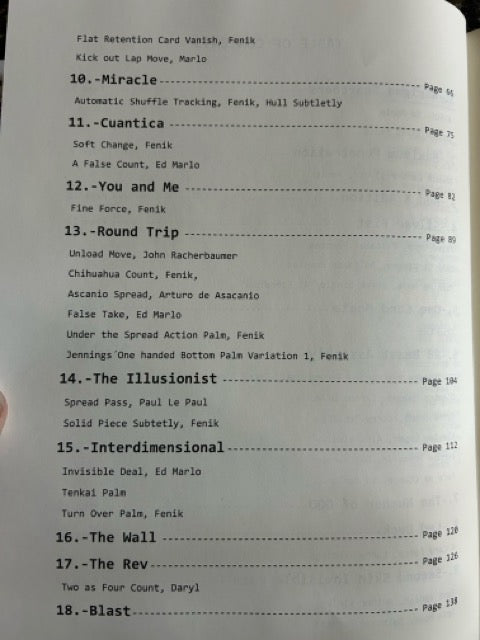 Flat Retention Card Vanish, Fenik
Kick out Lap Move, Marlo
10.-Miracle Page 66
Automatic Shuffle Tracking, Fenik, Hull Subtletly
11.-Cuantica Page 75
Soft Change, Fenik
A False Count, Ed Marlo
12.-You and Me Page 82
Fine Force, Fenik
13.-Round Trip Page 89
Unload Move, John Racherbaumer
Chihuahua Count, Fenik,
Ascanio Spread, Arturo de Asacanio
False Take, Ed Marlo
Under the Spread Action Palm, Fenik
Jennings´One handed Bottom Palm Variation 1, Fenik
14.-The Illusionist Page 104
Spread Pass, Paul Le Paul
Solid Piece Subtetly, Fenik
15.-Interdimensional Page 112
Invisible Deal, Ed Marlo
Tenkai Palm
Turn Over Palm, Fenik
16.-The Wall Page 120
17.-The Rev Page 126
Two as Four Count, Daryl
18.-Blast Page 138